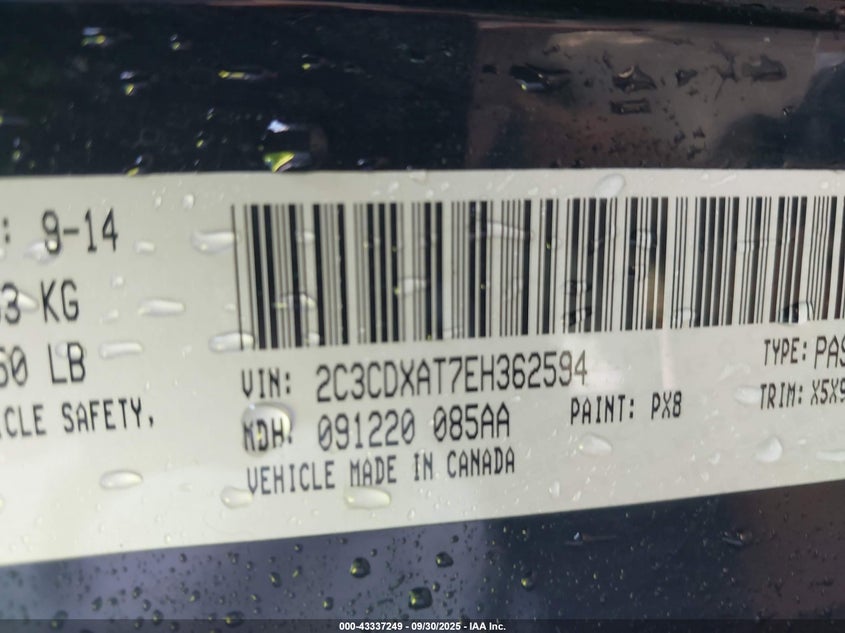 : 9-14
3 KG
60 LB
ICLE SAFETY,
VIN: 2C3CDXAT7EH362594
MDH: 091220 085AA
VEHICLE MADE IN CANADA
PAINT: PX8
TYPE: PAS
TRIM: X5X9
000-43337249 - 09/30/2025 - IAA Inc.